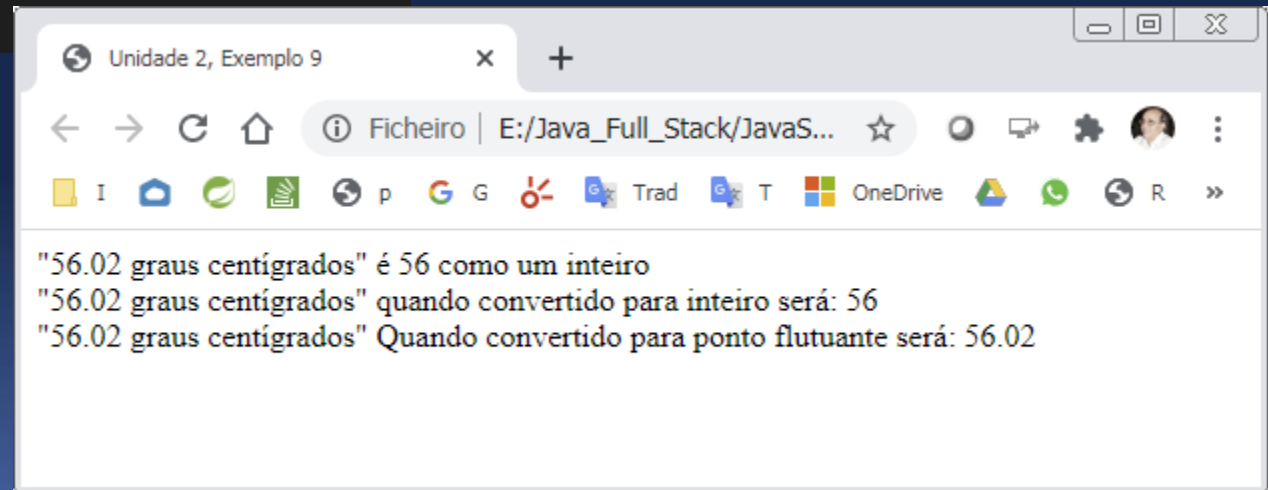 Unidade 2, Exemplo 9
Ficheiro | E:/Java_Full_Stack/JavaS...
I p G G Trad G T OneDrive R »
"56.02 graus centígrados" é 56 como um inteiro
"56.02 graus centígrados" quando convertido para inteiro será: 56
"56.02 graus centígrados" Quando convertido para ponto flutuante será: 56.02